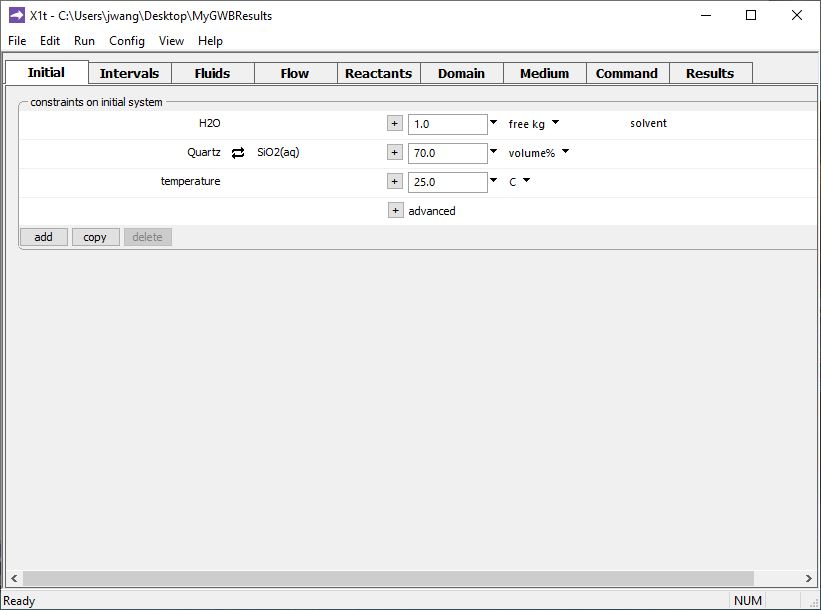 X1t - C:\Users\jwang\Desktop\MyGWBResults
File Edit Run Config View Help
Initial Intervals Fluids Flow Reactants Domain Medium Command Results
constraints on initial system
H2O + 1.0 free kg solvent
Quartz SiO2(aq) + 70.0 volume%
temperature + 25.0 C
+ advanced
add copy delete
Ready NUM